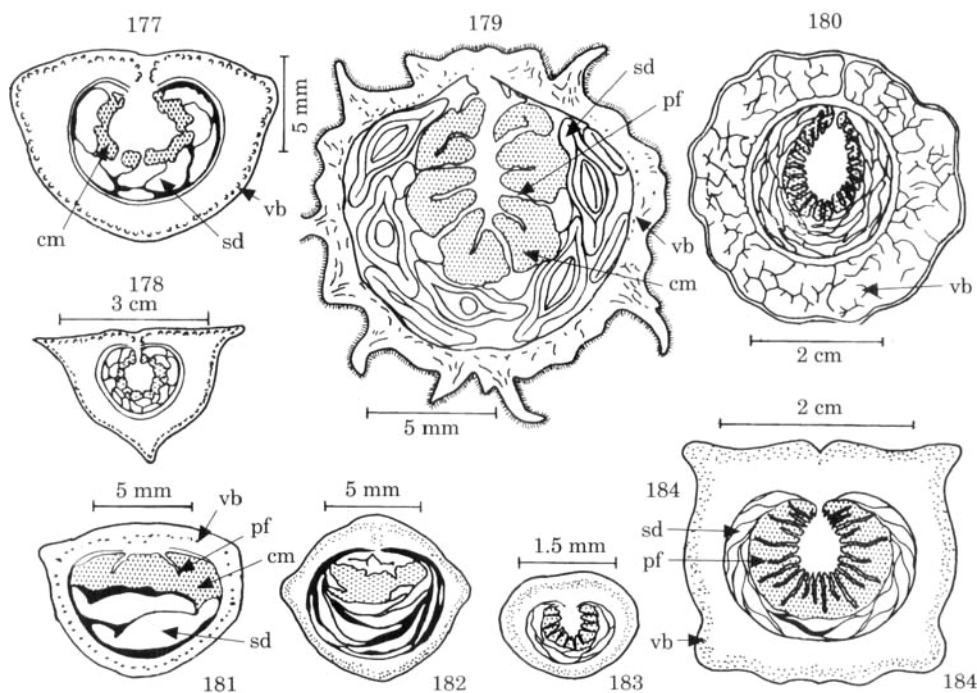 177
5 mm
cm
sd
vb
178
3 cm
179
sd
pf
vb
cm
5 mm
180
vb
2 cm
5 mm
vb
pf
cm
sd
181
5 mm
182
1.5 mm
183
2 cm
184
sd
pf
vb
184